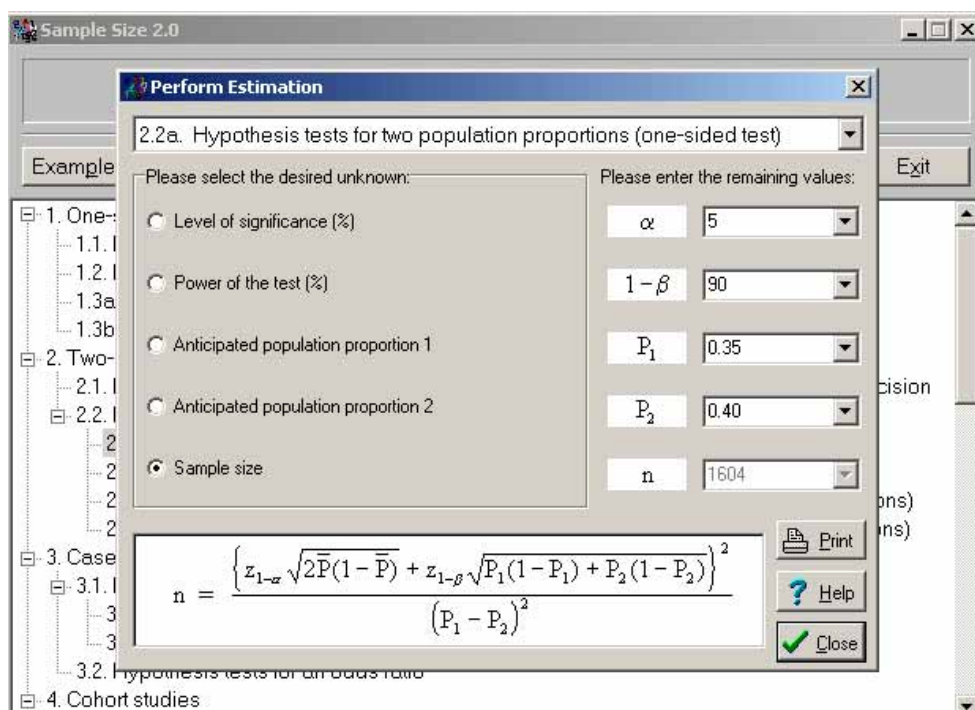 Sample Size 2.0
Perform Estimation
2.2a. Hypothesis tests for two population proportions (one-sided test)
Example
Exit
Please select the desired unknown:
Please enter the remaining values:
Level of significance (%)
α
5
Power of the test (%)
1−β
90
Anticipated population proportion 1
P₁
0.35
Anticipated population proportion 2
P₂
0.40
Sample size
n
1604
n = {z₁₋α √2P̅(1−P̅) + z₁₋β √P₁(1−P₁) + P₂(1−P₂)}² / (P₁ − P₂)²
Print
Help
Close
1. One-s
1.1.
1.2.
1.3a
1.3b
2. Two-
2.1.
2.2.
2
2
2
2
3. Case
3.1.
3
3
3.2. Hypothesis tests for an odds ratio
4. Cohort studies
cision
ons)
ns)